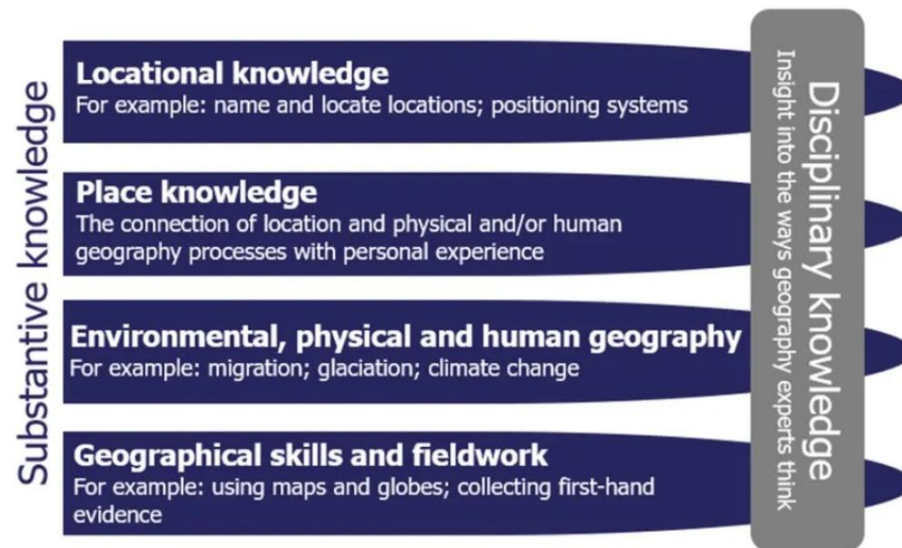 Substantive knowledge
Locational knowledge
For example: name and locate locations; positioning systems
Place knowledge
The connection of location and physical and/or human
geography processes with personal experience
Environmental, physical and human geography
For example: migration; glaciation; climate change
Geographical skills and fieldwork
For example: using maps and globes; collecting first-hand
evidence
Disciplinary knowledge
Insight into the ways geography experts think